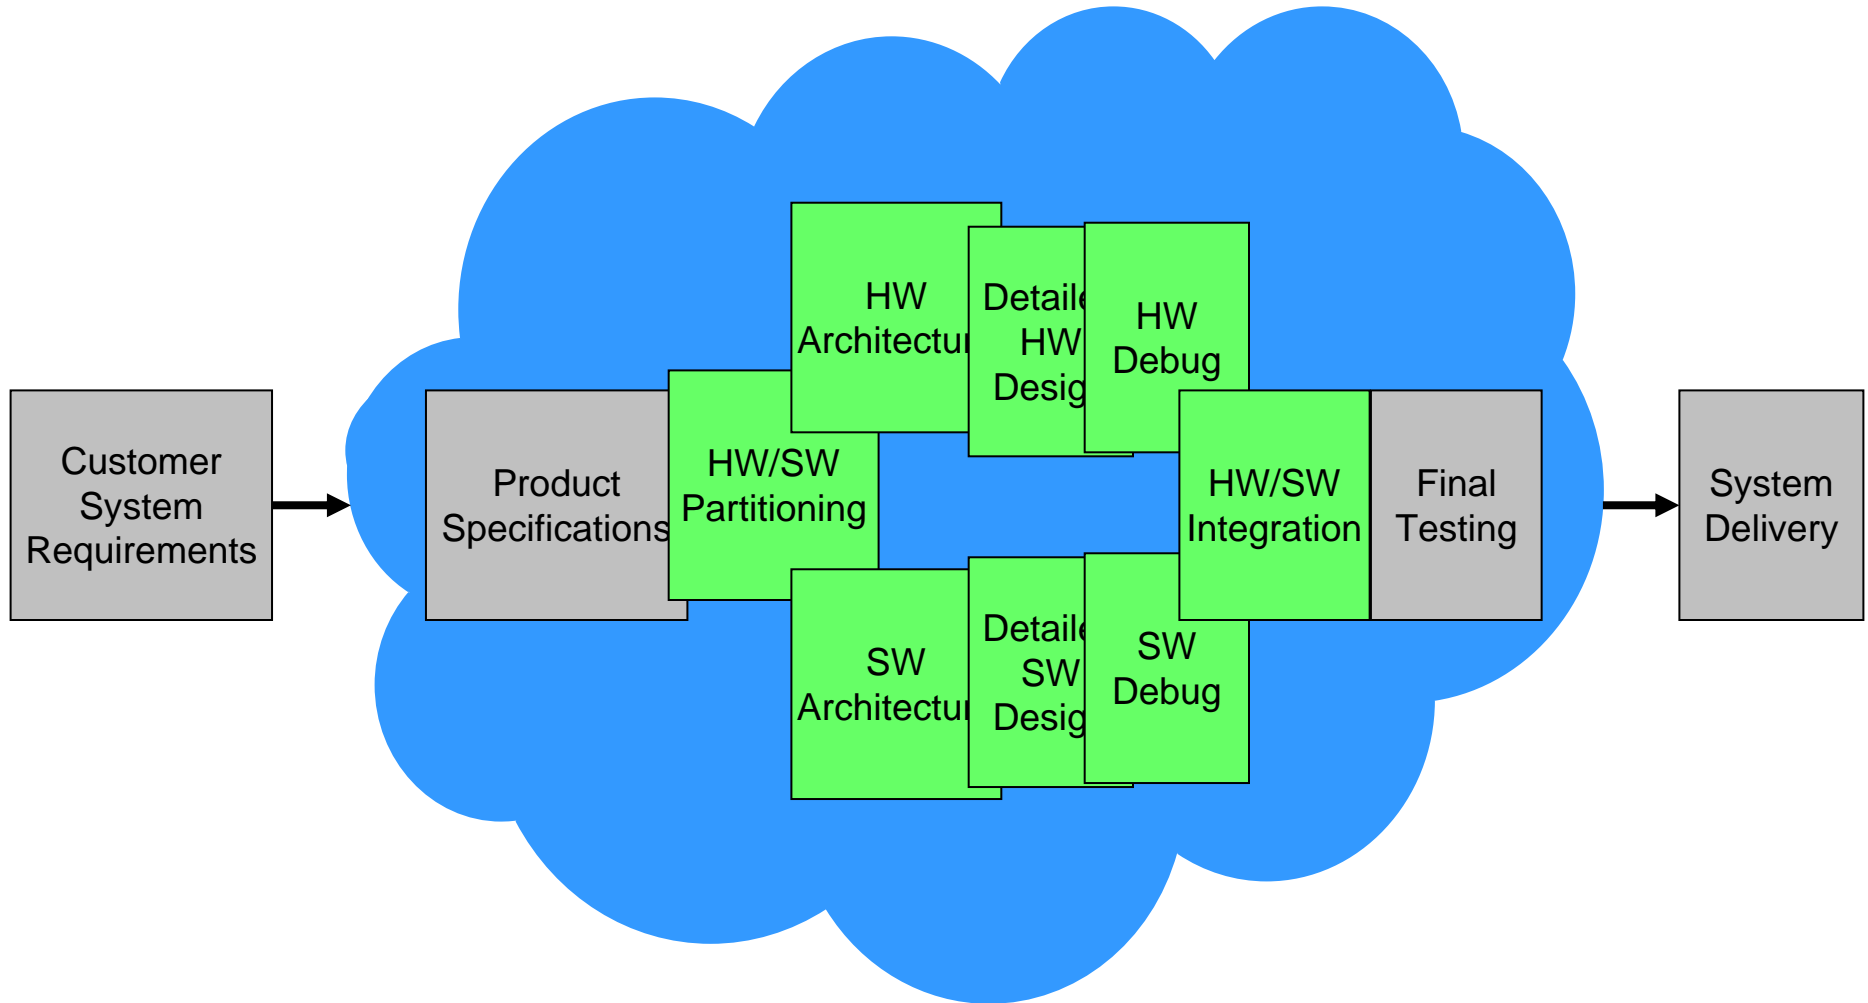 Customer
System
Requirements
Product
Specifications
HW/SW
Partitioning
HW
Architectur
Detaile
HW
Desig
HW
Debug
SW
Architectur
Detaile
SW
Desig
SW
Debug
HW/SW
Integration
Final
Testing
System
Delivery